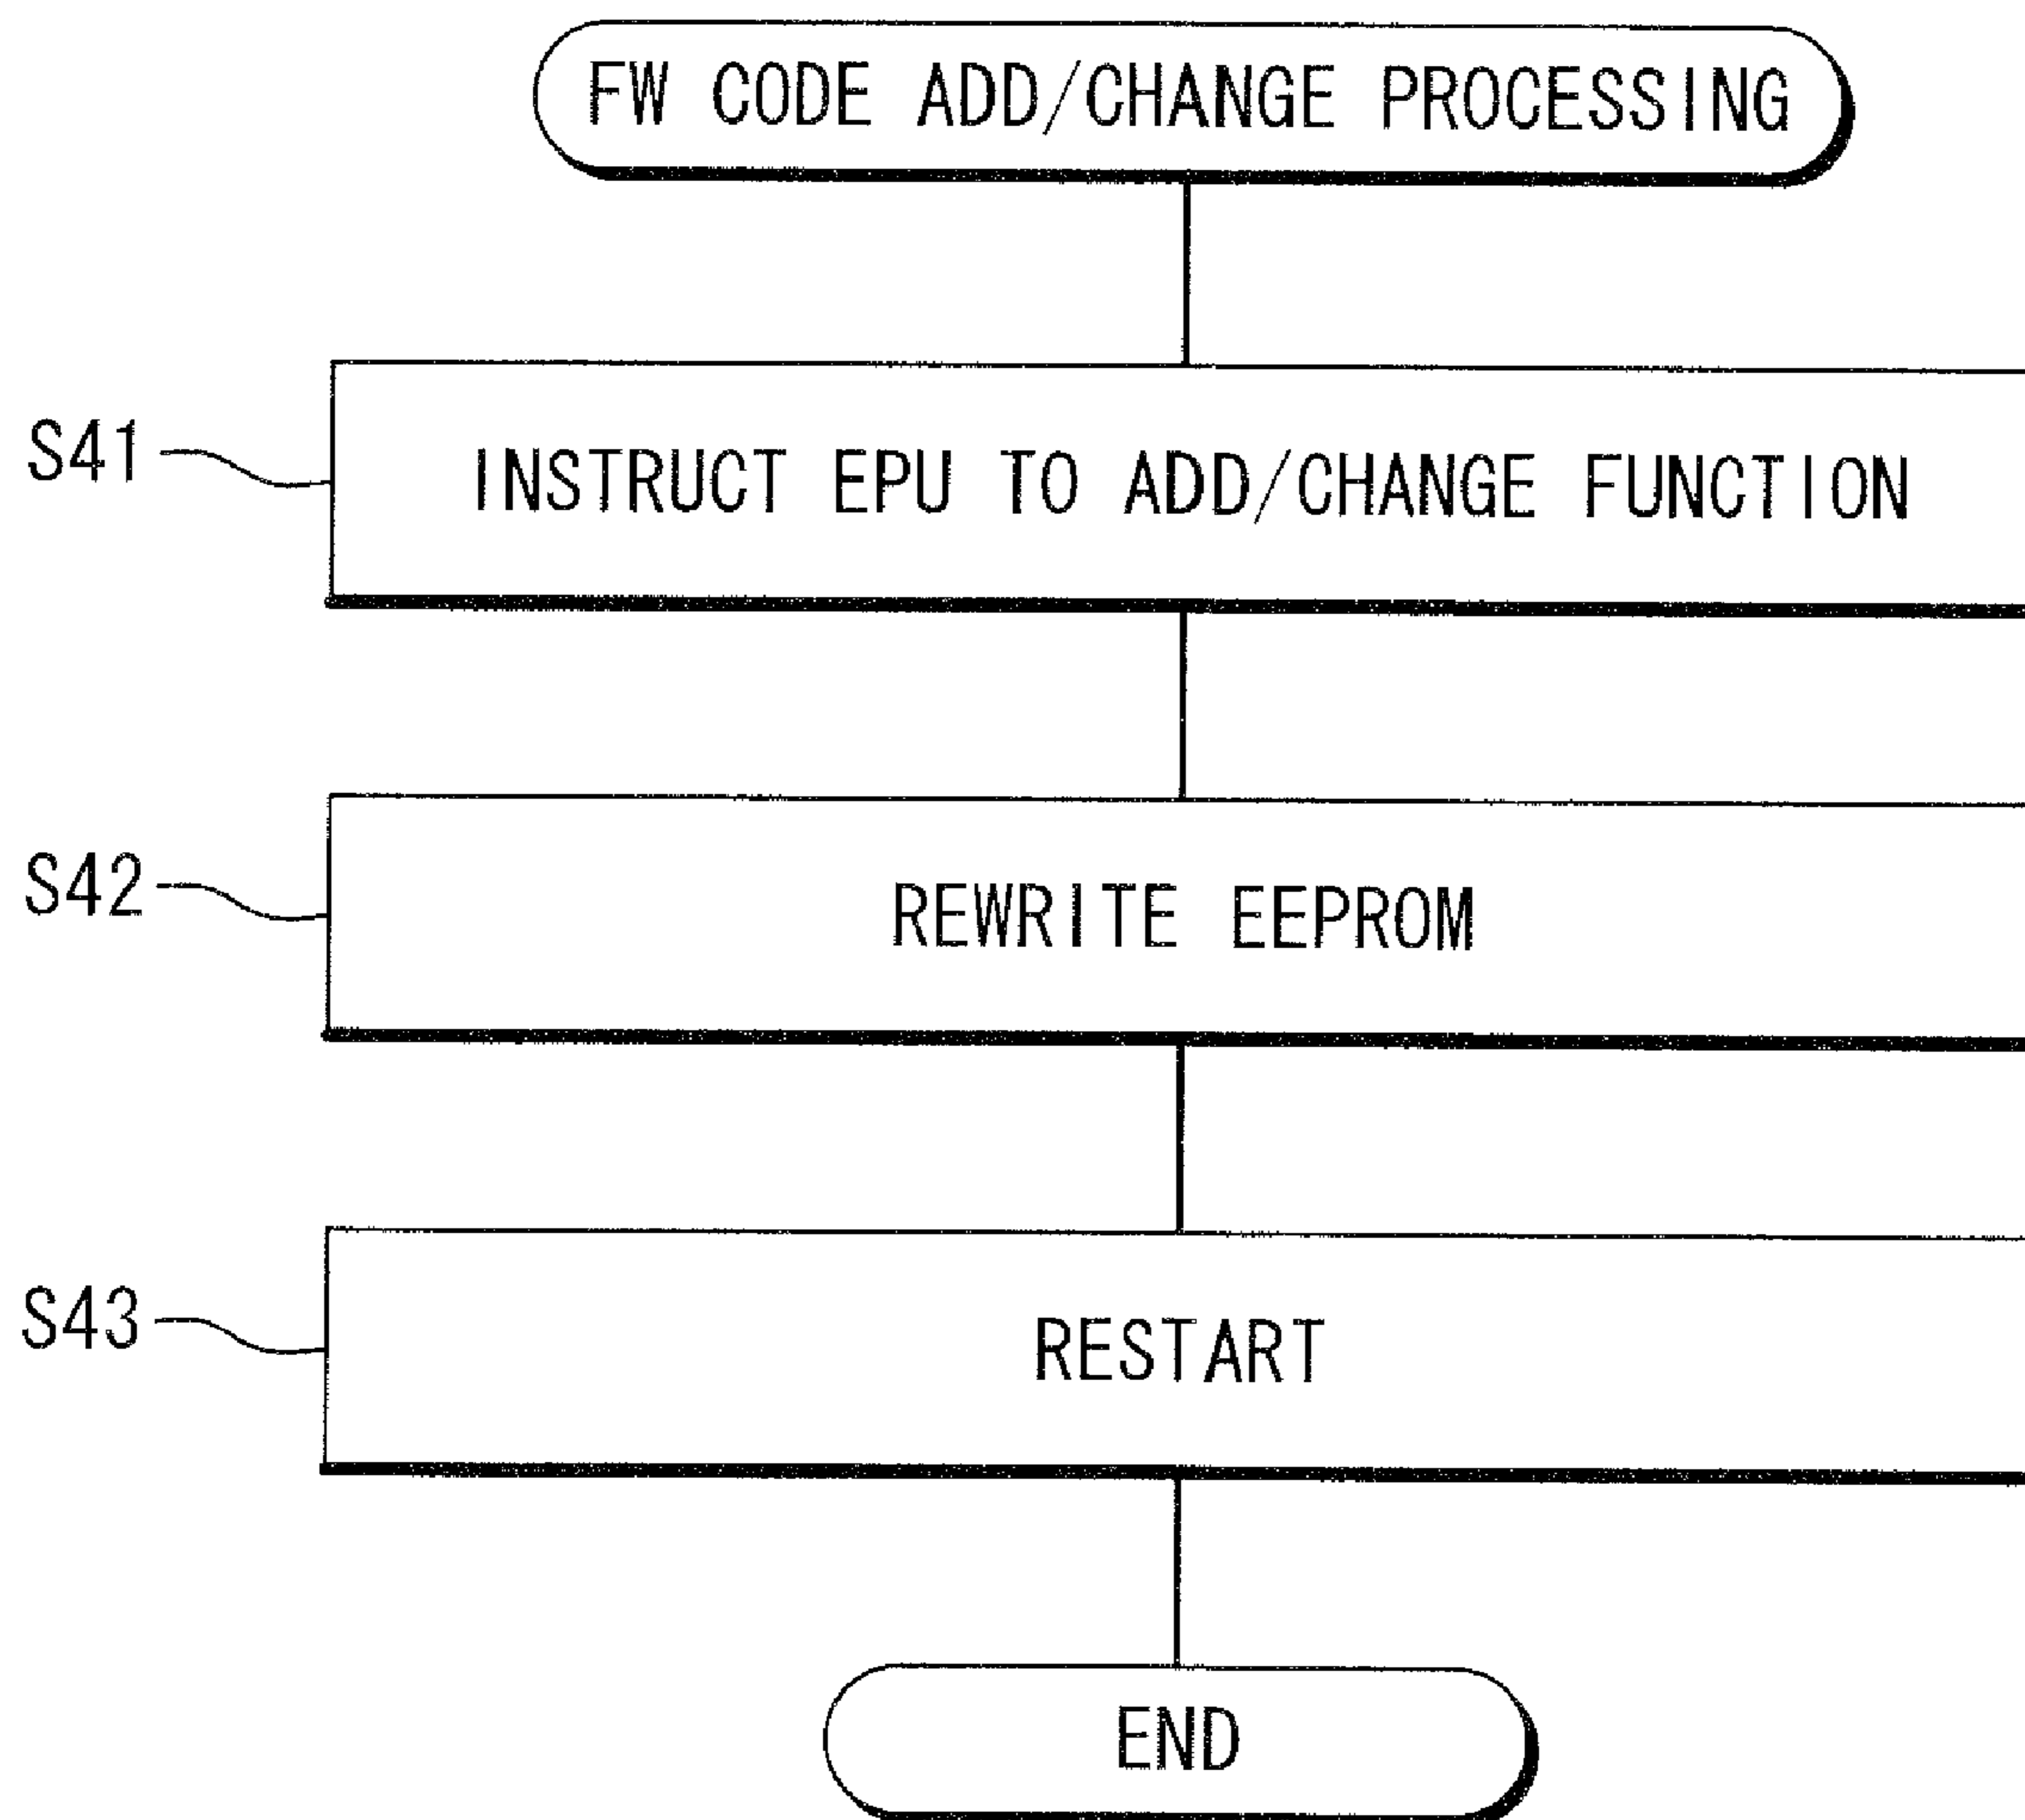 FW CODE ADD/CHANGE PROCESSING
S41
INSTRUCT EPU TO ADD/CHANGE FUNCTION
S42
REWRITE EEPROM
S43
RESTART
END